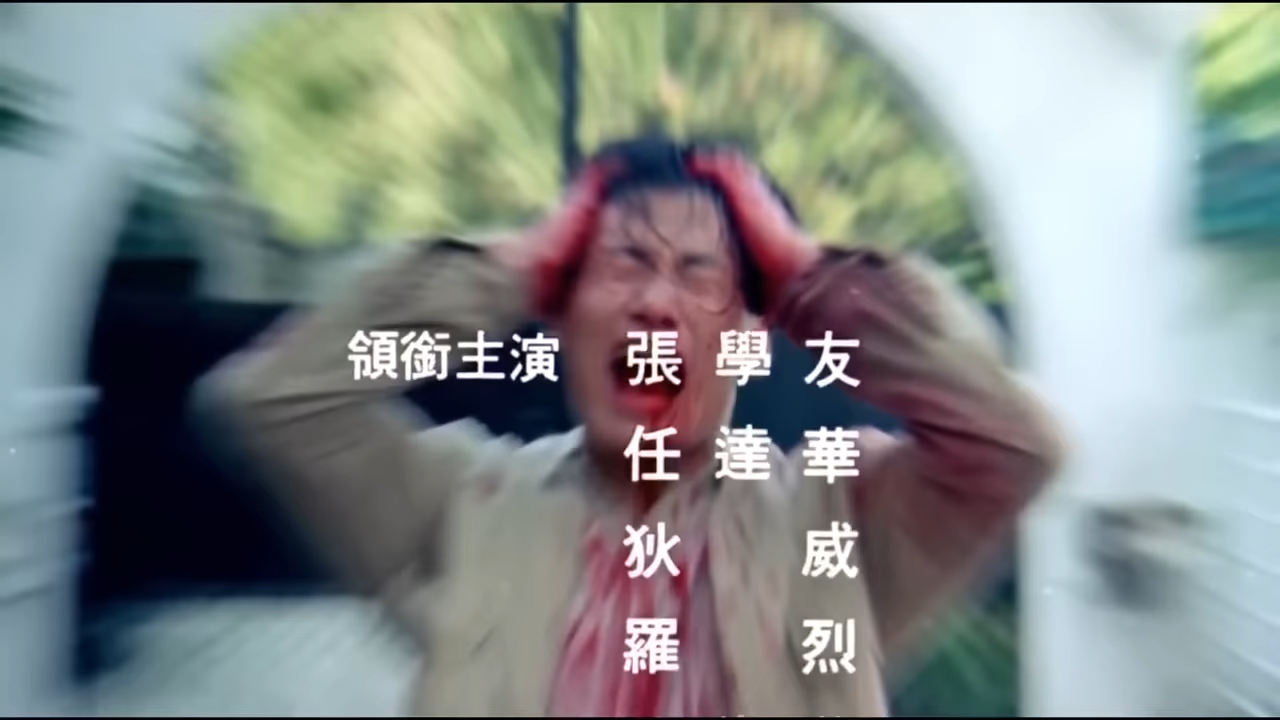 領銜主演 張學友
任達華
狄威
羅烈